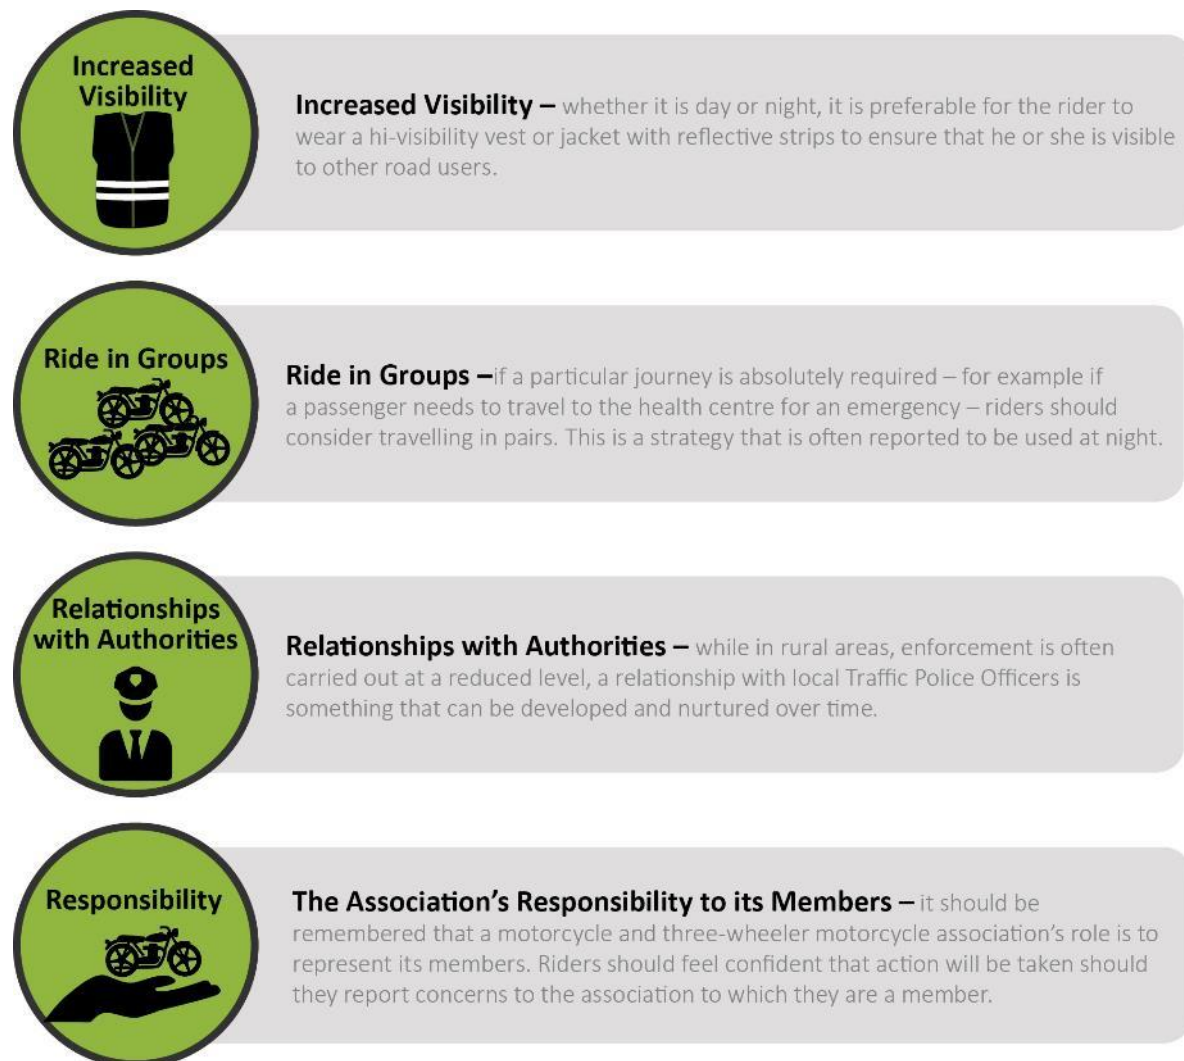 Increased
Visibility
Increased Visibility – whether it is day or night, it is preferable for the rider to
wear a hi-visibility vest or jacket with reflective strips to ensure that he or she is visible
to other road users.
Ride in Groups
Ride in Groups –if a particular journey is absolutely required – for example if
a passenger needs to travel to the health centre for an emergency – riders should
consider travelling in pairs. This is a strategy that is often reported to be used at night.
Relationships
with Authorities
Relationships with Authorities – while in rural areas, enforcement is often
carried out at a reduced level, a relationship with local Traffic Police Officers is
something that can be developed and nurtured over time.
Responsibility
The Association's Responsibility to its Members – it should be
remembered that a motorcycle and three-wheeler motorcycle association's role is to
represent its members. Riders should feel confident that action will be taken should
they report concerns to the association to which they are a member.